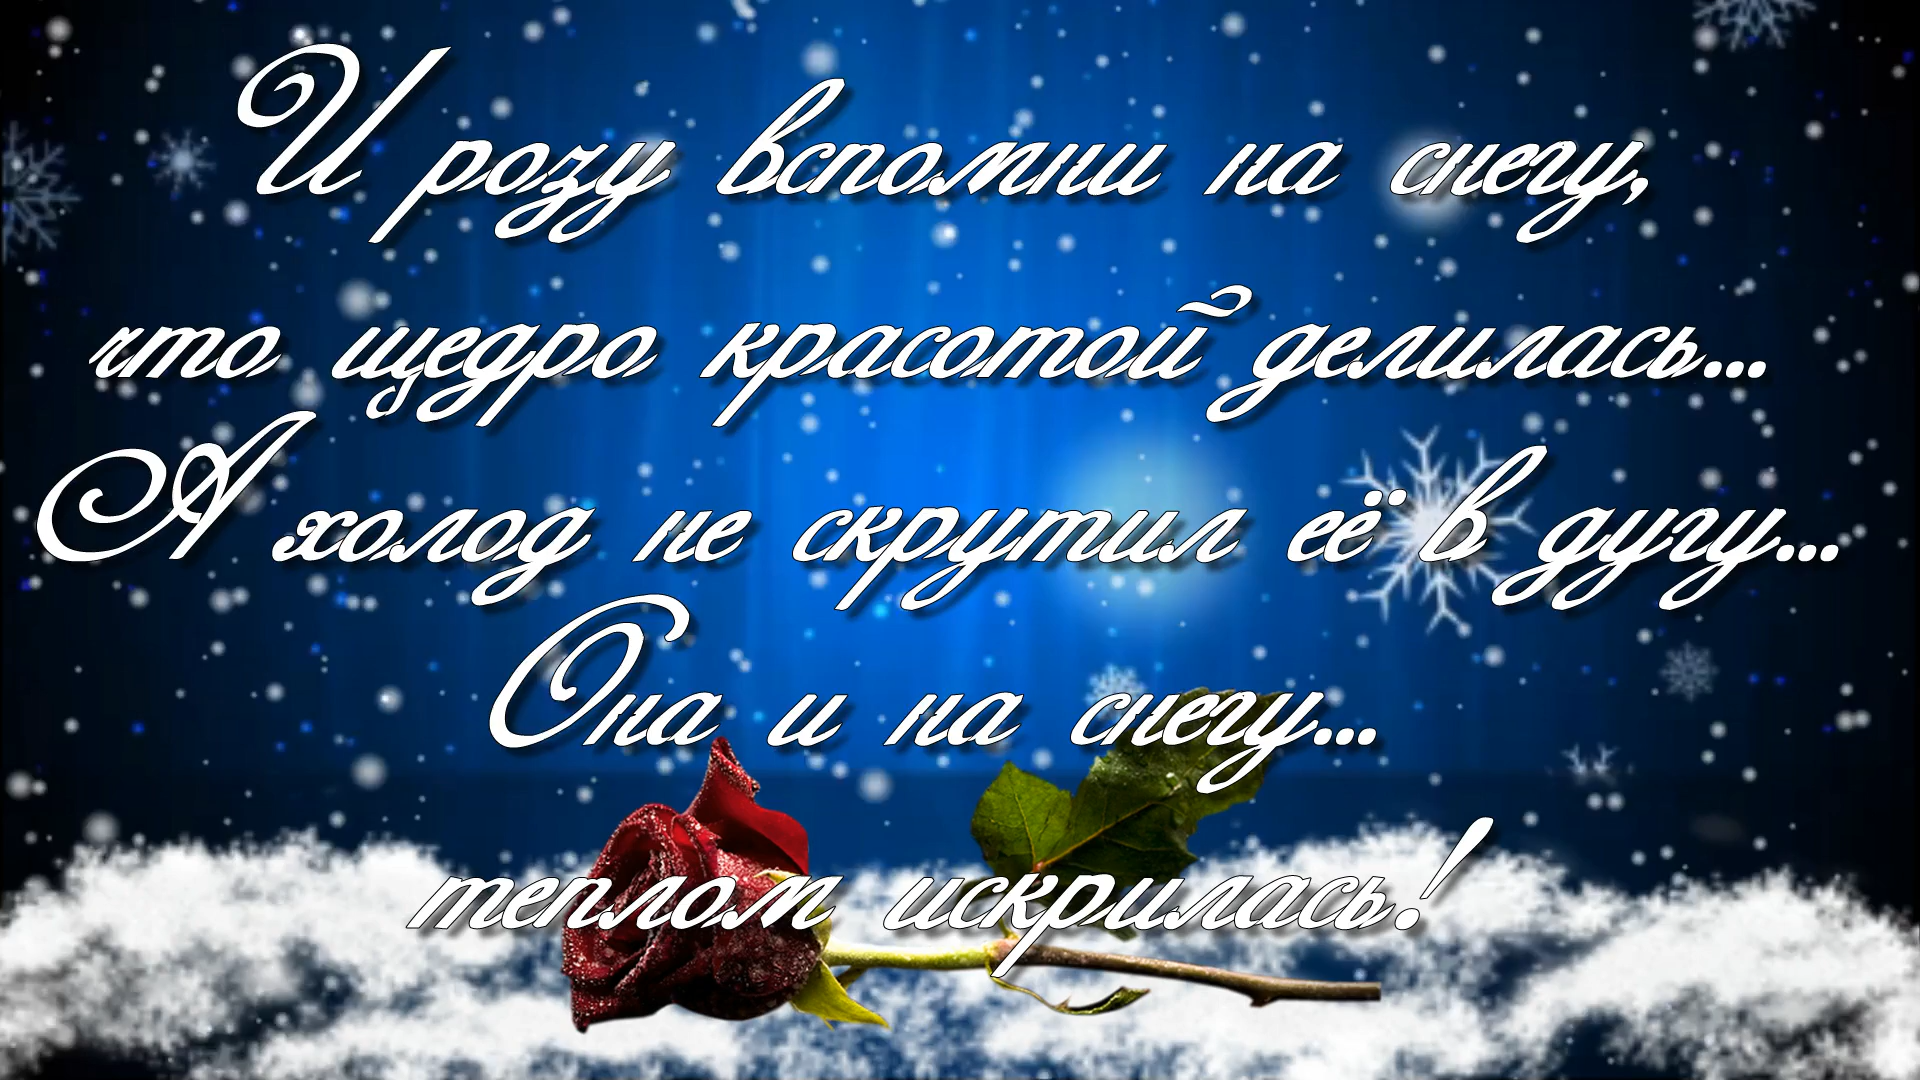 И розу вспомни на снегу,
что щедро красотой делилась...
А холод не скрутил её в дугу...
Она и на снегу...
теплом искрилась!